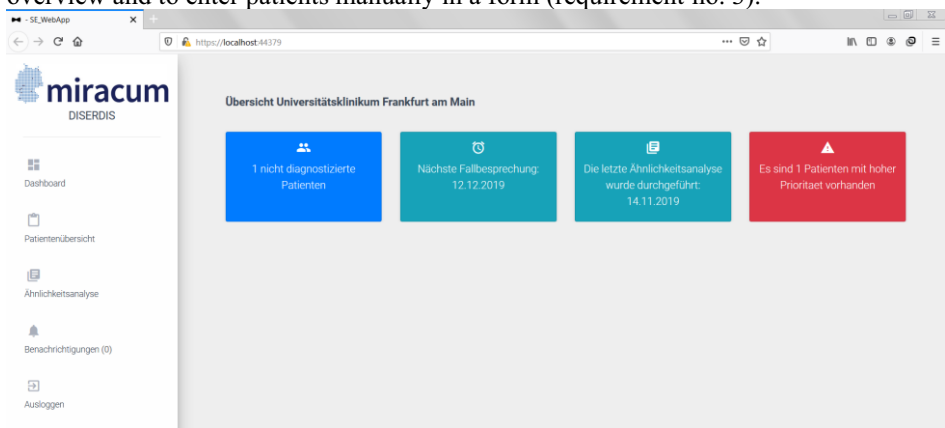 overview and to enter patients manually in a form (requirement no. 3).
- SE_WebApp
https://localhost:44379
miracum
DISERDIS
Dashboard
Patientenübersicht
Ähnlichkeitsanalyse
Benachrichtigungen (0)
Ausloggen
Übersicht Universitätsklinikum Frankfurt am Main
1 nicht diagnostizierte
Patienten
Nächste Fallbesprechung:
12.12.2019
Die letzte Ähnlichkeitsanalyse
wurde durchgeführt:
14.11.2019
Es sind 1 Patienten mit hoher
Prioritaet vorhanden